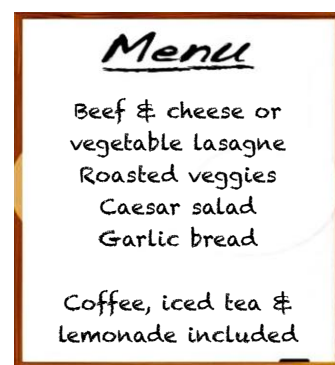 Menu
Beef & cheese or
vegetable lasagne
Roasted veggies
Caesar salad
Garlic bread
Coffee, iced tea &
lemonade included